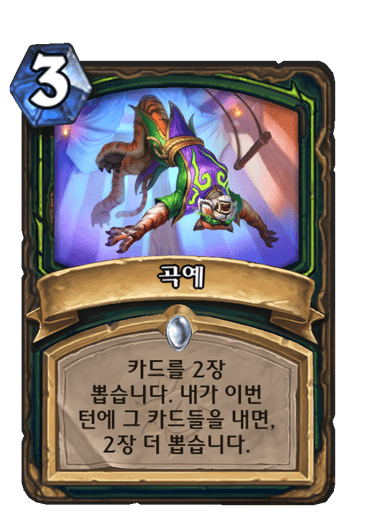 3
곡예
카드를 2장
뽑습니다. 내가 이번
턴에 그 카드들을 내면,
2장 더 뽑습니다.